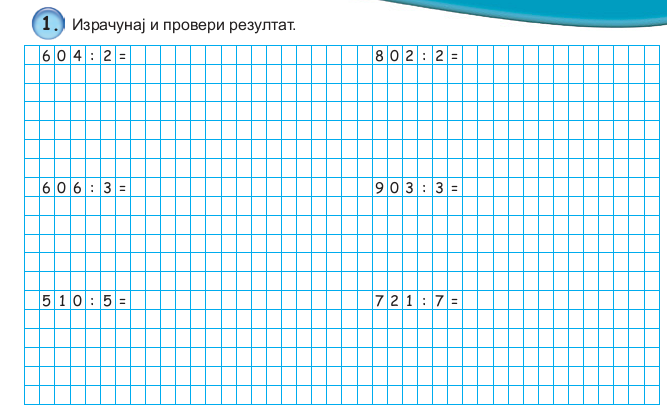 1. Израчунај и провери резултат.
604:2= 802:2=
606:3= 903:3=
510:5= 721:7=